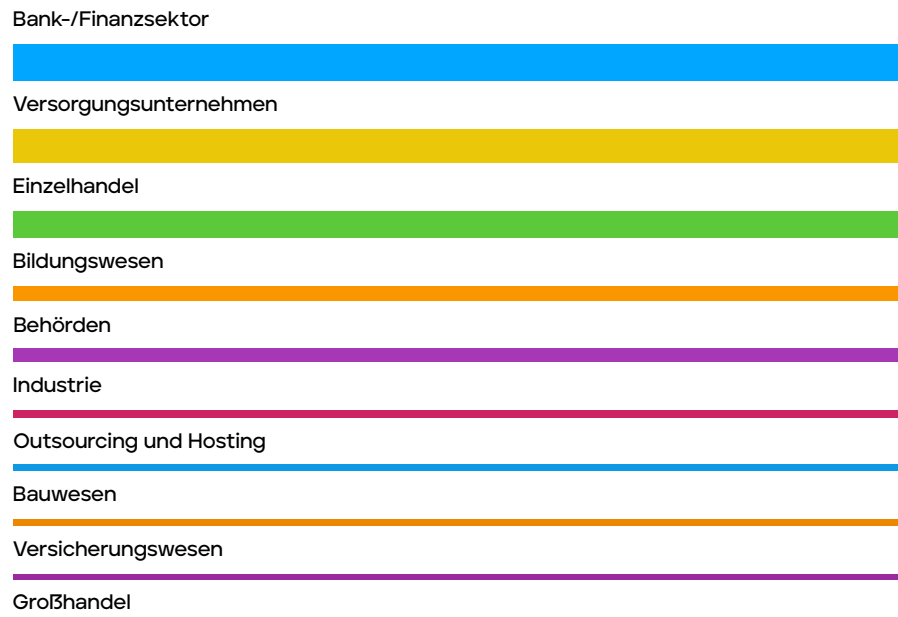 Bank-/Finanzsektor
Versorgungsunternehmen
Einzelhandel
Bildungswesen
Behörden
Industrie
Outsourcing und Hosting
Bauwesen
Versicherungswesen
Großhandel